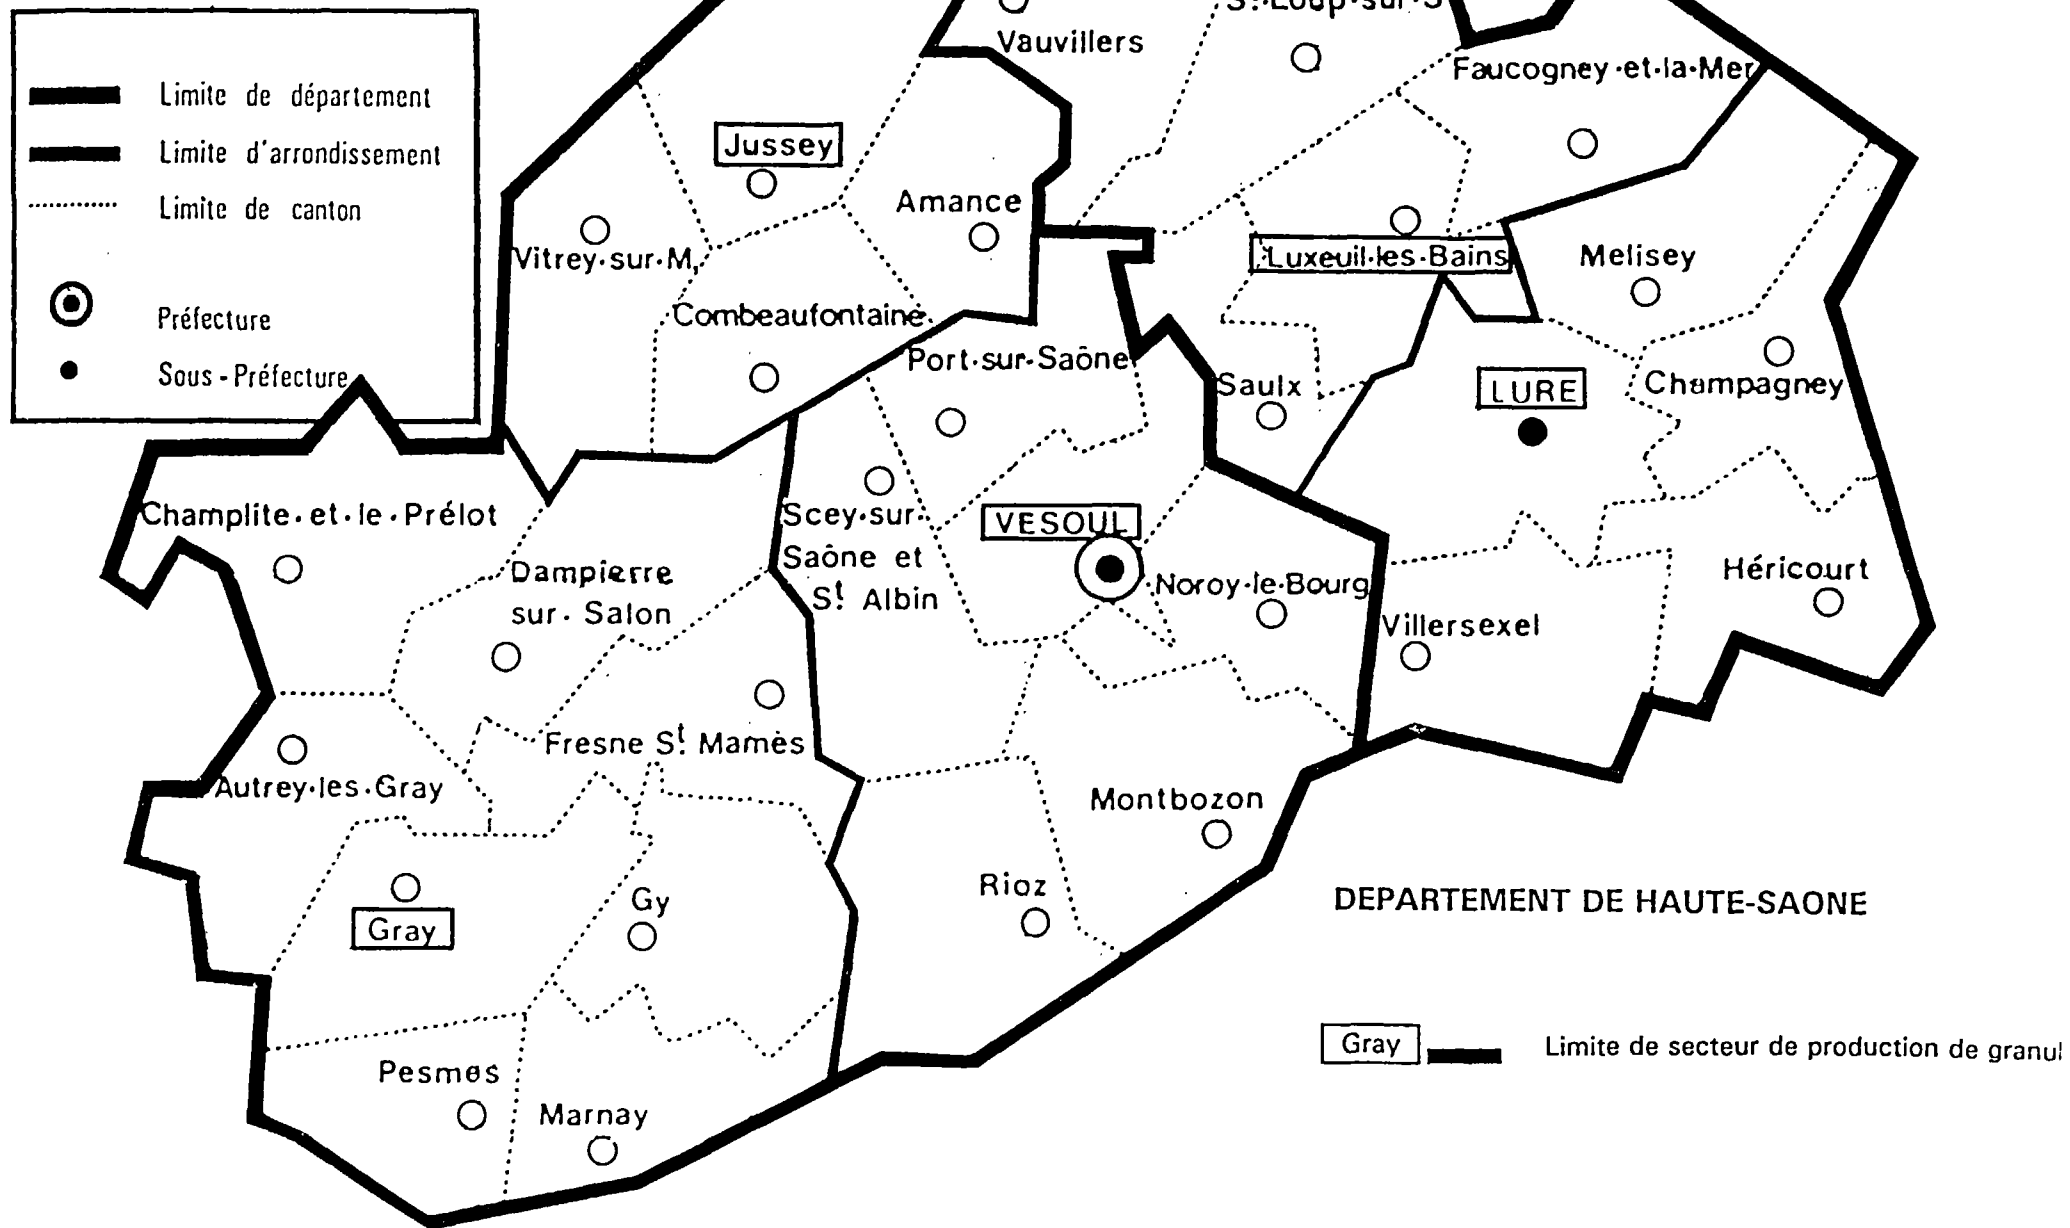 Limite de département
Limite d'arrondissement
Limite de canton
Préfecture
Sous-Préfecture
Vauvillers
Faucogney-et-la-Mer
Jussey
Amance
Vitrey-sur-M.
Luxeuil-les-Bains
Melisey
Combeaufontaine
Port-sur-Saône
Saulx
LURE
Champagney
Champlite-et-le-Prélot
Scey-sur-
Saône et
St Albin
VESOUL
Dampierre
sur-Salon
Noroy-le-Bourg
Héricourt
Villersexel
Fresne St Mamès
Autrey-les-Gray
Montbozon
Rioz
Gy
Gray
DEPARTEMENT DE HAUTE-SAONE
Pesmes
Marnay
Gray
Limite de secteur de production de granul